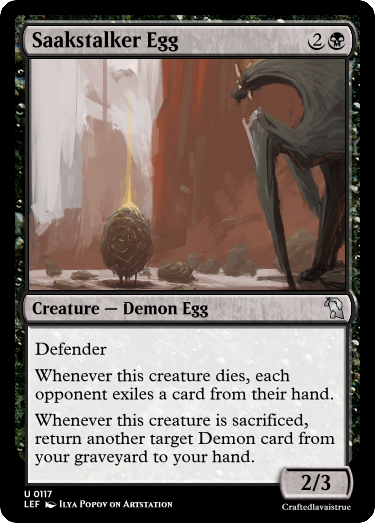 Saakstalker Egg 2
Creature — Demon Egg
Defender
Whenever this creature dies, each
opponent exiles a card from their hand.
Whenever this creature is sacrificed,
return another target Demon card from
your graveyard to your hand.
2/3
U 0117
LEF Ilya Popov on Artstation
Craftedlavaistrue